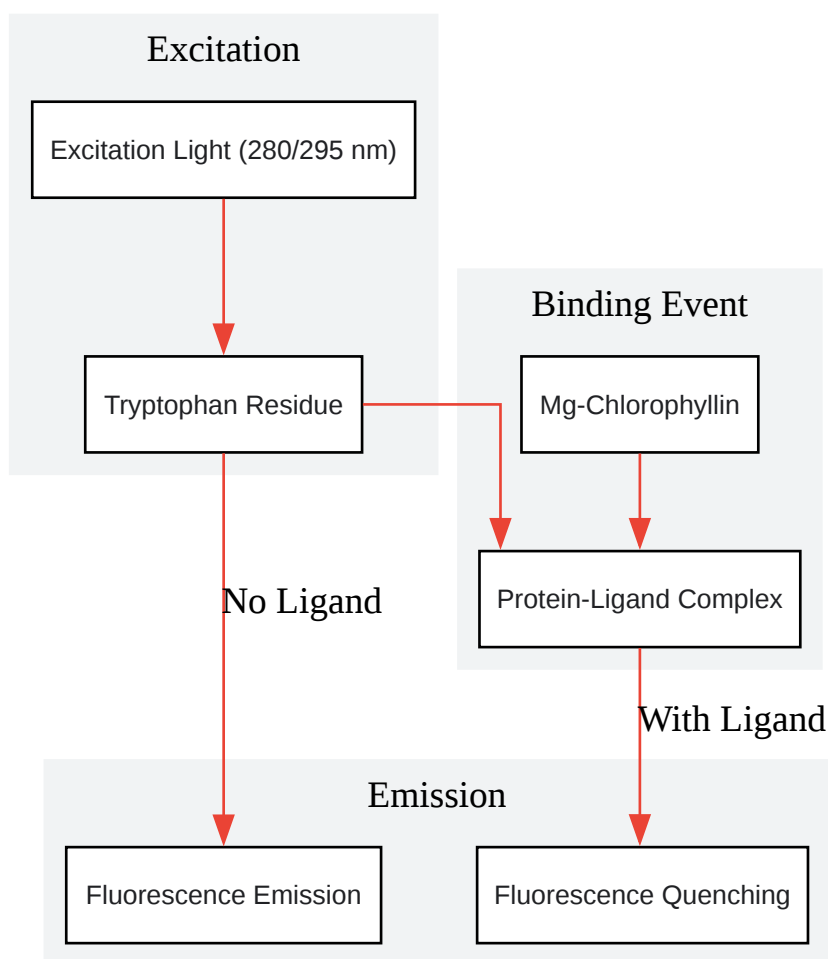 Excitation
Excitation Light (280/295 nm)
Binding Event
Tryptophan Residue
Mg-Chlorophyllin
No Ligand
Protein-Ligand Complex
With Ligand
Emission
Fluorescence Emission
Fluorescence Quenching